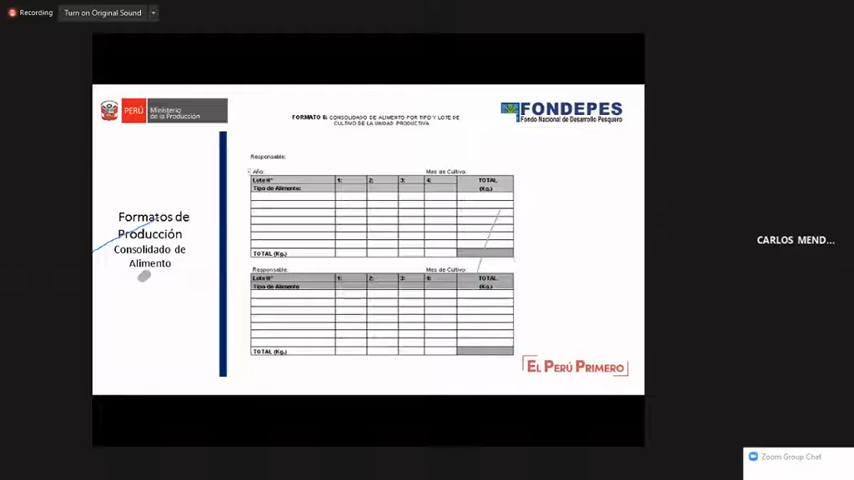 Recording
Turn on Original Sound
PERÚ
Ministerio
de la Producción
FORMATO 8: CONSOLIDADO DE ALIMENTO POR TIPO Y LOTE DE
CULTIVO DE LA UNIDAD PRODUCTIVA
FONDEPES
Fondo Nacional de Desarrollo Pesquero
Responsable:
Año: Mes de Cultivo:
Lote N° 1: 2: 3: 4: TOTAL
Tipo de Alimento: (Kg.)
TOTAL (Kg.)
Responsable: Mes de Cultivo:
Lote N° 1: 2: 3: 4: TOTAL
Tipo de Alimento (Kg.)
TOTAL (Kg.)
Formatos de
Producción
Consolidado de
Alimento
EL PERÚ PRIMERO
CARLOS MEND...
Zoom Group Chat